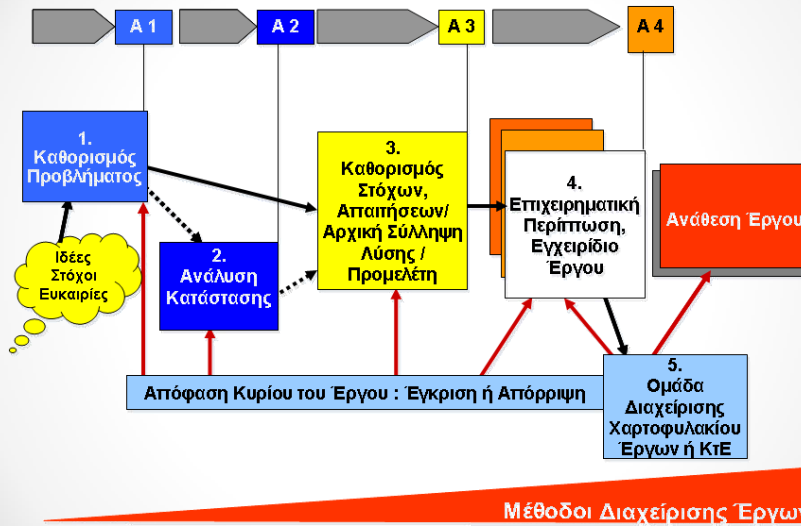 Α 1
Α 2
Α 3
Α 4
1.
Καθορισμός
Προβλήματος
Ιδέες
Στόχοι
Ευκαιρίες
2.
Ανάλυση
Κατάστασης
3.
Καθορισμός
Στόχων,
Απαιτήσεων/
Αρχική Σύλληψη
Λύσης /
Προμελέτη
4.
Επιχειρηματική
Περίπτωση,
Εγχειρίδιο
Έργου
Ανάθεση Έργου
Απόφαση Κυρίου του Έργου : Έγκριση ή Απόρριψη
5.
Ομάδα
Διαχείρισης
Χαρτοφυλακίου
Έργων ή ΚτΕ
Μέθοδοι Διαχείρισης Έργων